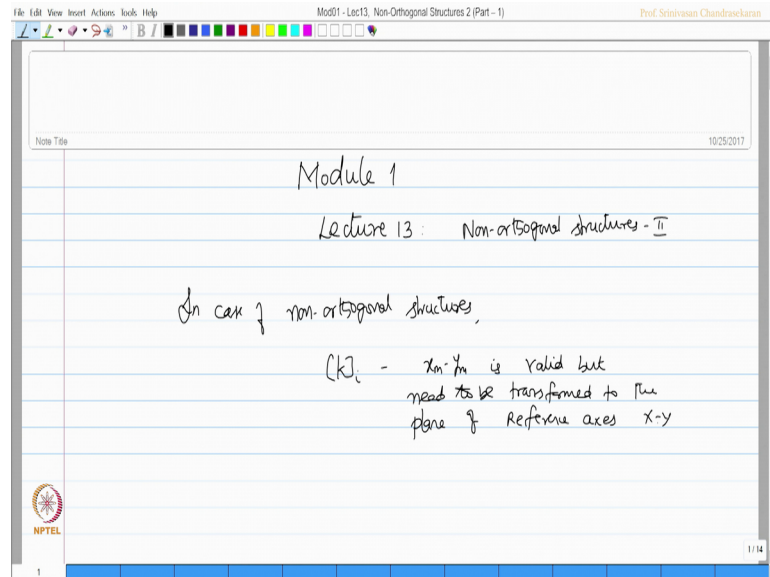 File Edit View Insert Actions Tools Help
Mod01 - Lec13, Non-Orthogonal Structures 2 (Part – 1)
Prof. Srinivasan Chandrasekaran
B I
Note Title
10/25/2017
Module 1
Lecture 13 : Non-orthogonal structures - II
In case of non-orthogonal structures,
[k]i - xm-ym is valid but
need to be transformed to the
plane of Reference axes x-y
NPTEL
1 / 14
1